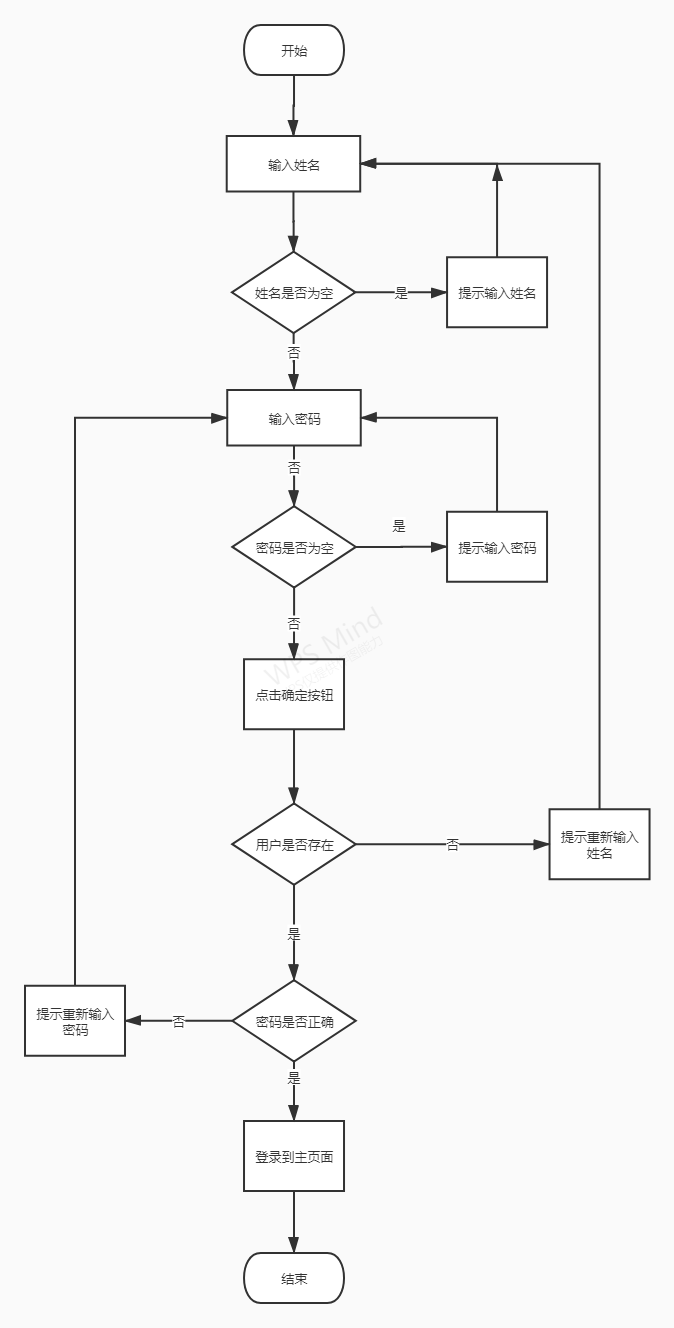 开始
输入姓名
姓名是否为空
是
提示输入姓名
否
输入密码
否
密码是否为空
是
提示输入密码
否
WPS Mind
点击确定按钮
用户是否存在
否
提示重新输入
姓名
是
密码是否正确
否
提示重新输入
密码
是
登录到主页面
结束